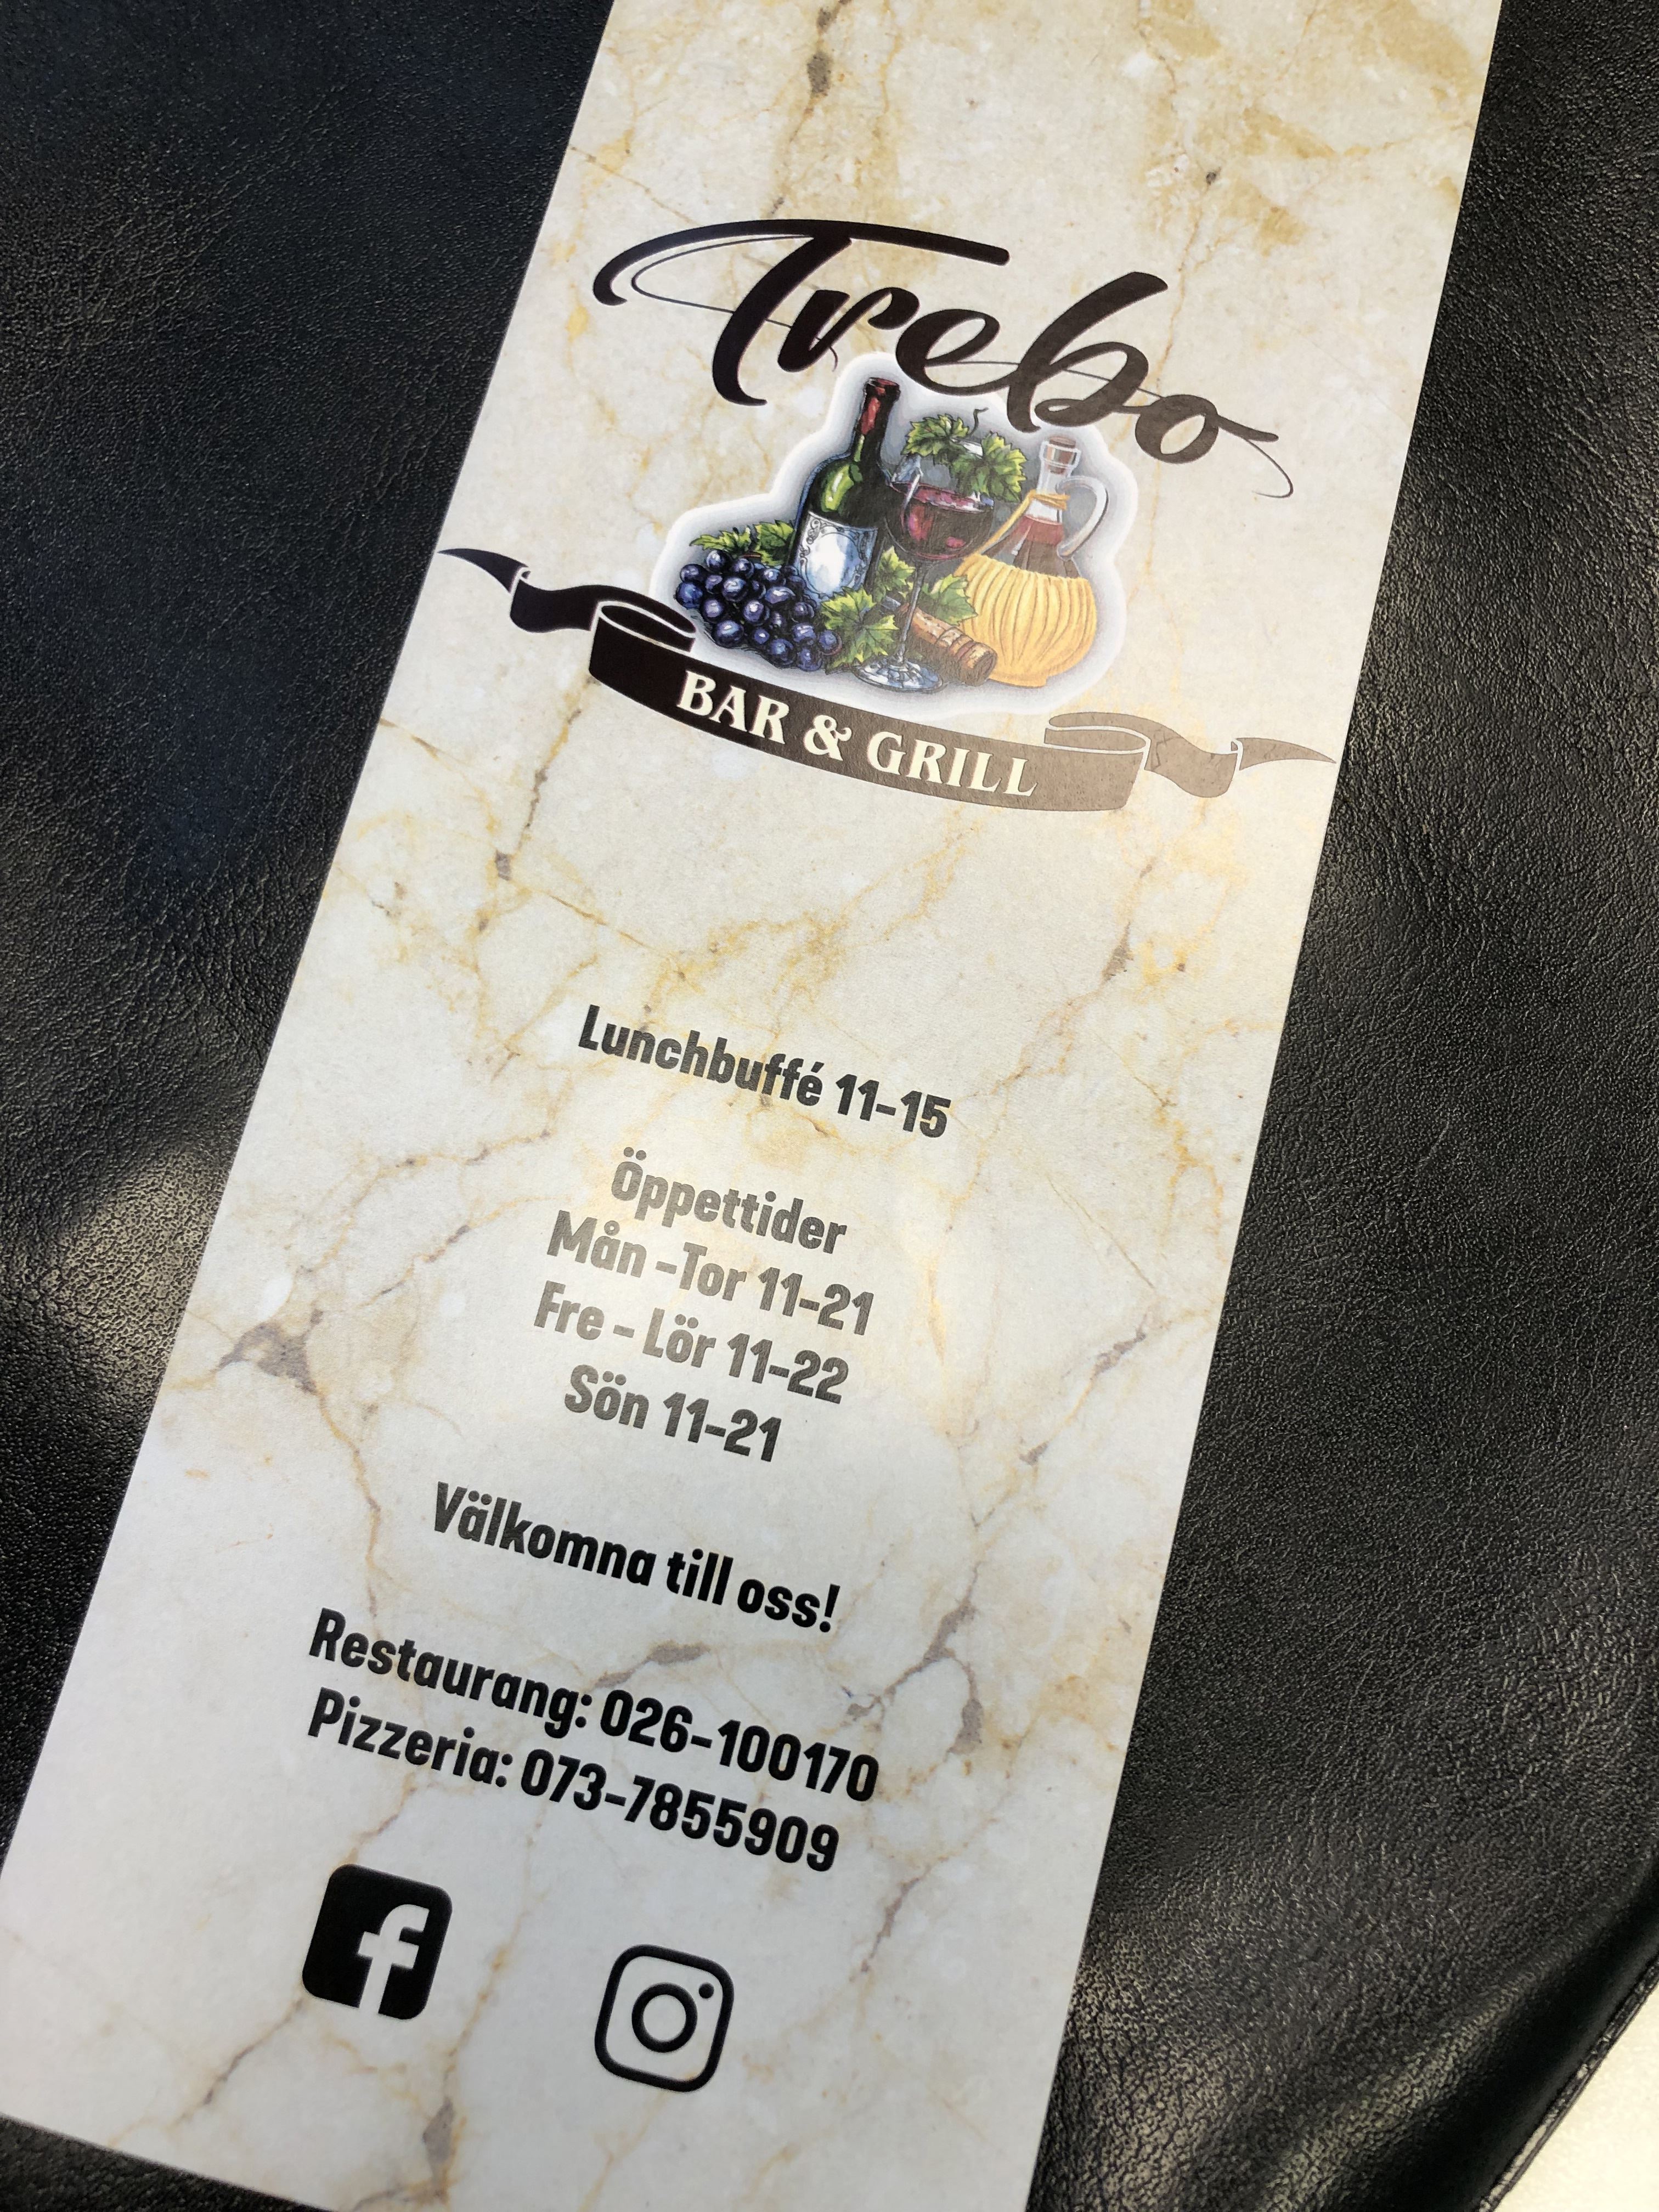 Trebo
BAR & GRILL
Lunchbuffé 11-15
Öppettider
Mån -Tor 11-21
Fre - Lör 11-22
Sön 11-21
Välkomna till oss!
Restaurang: 026-100170
Pizzeria: 073-7855909